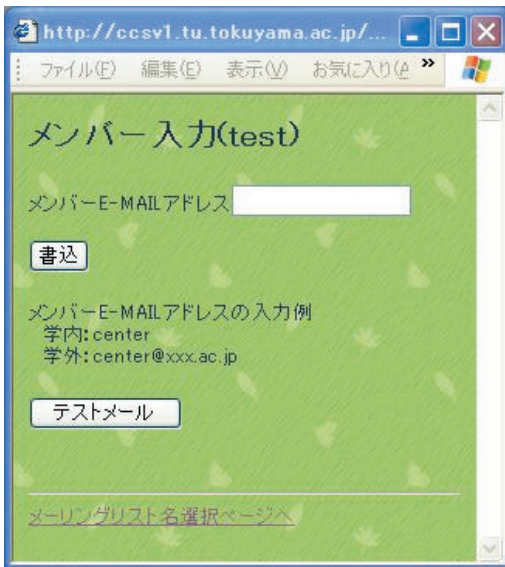 http://ccsv1.tu.tokuyama.ac.jp/...
ファイル(F) 編集(E) 表示(V) お気に入り(A »
メンバー入力(test)
メンバーE-MAILアドレス
書込
メンバーE-MAILアドレスの入力例
学内:center
学外:center@xxx.ac.jp
テストメール
メーリングリスト名選択ページへ